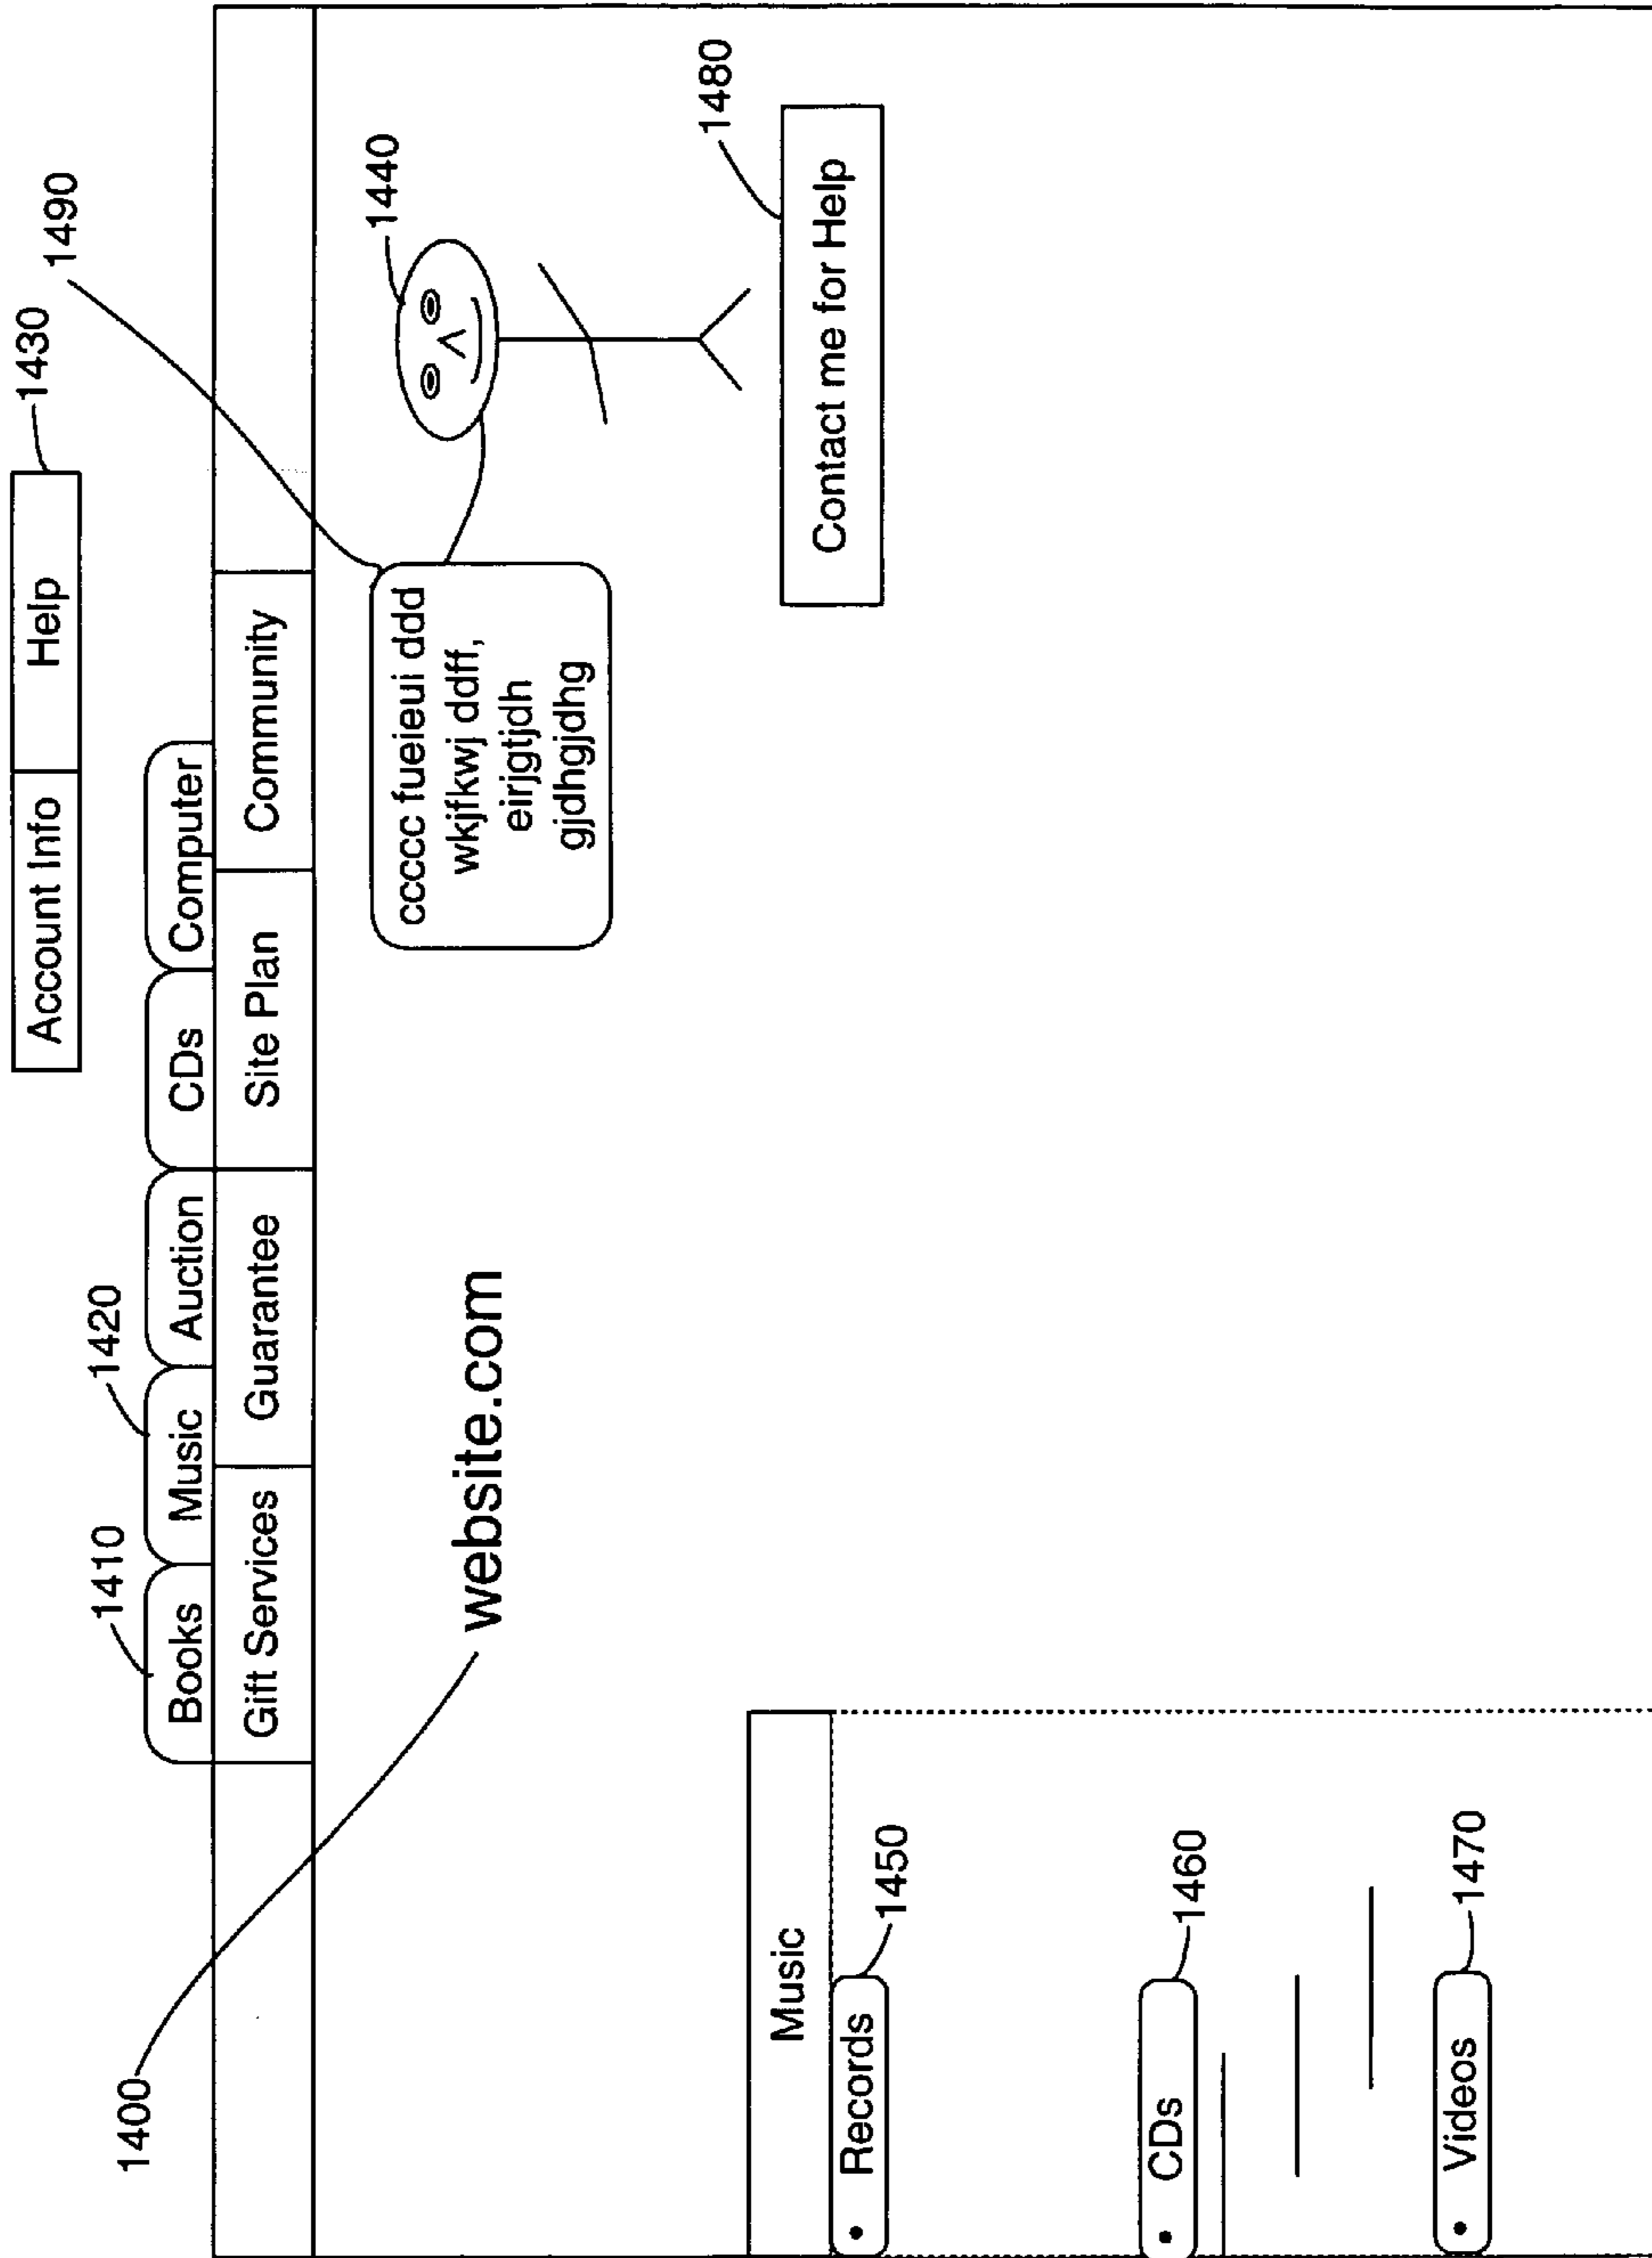 Account Info Help 1430
1490
1410 1420
Books Music Auction CDs Computer
Gift Services Guarantee Site Plan Community
1400
website.com
ccccc fueieui ddd
wkjfkwj ddff,
eirjgtjdh
gjdhgjdhg
1440
1480
Contact me for Help
Music
• Records 1450
• CDs 1460
• Videos 1470